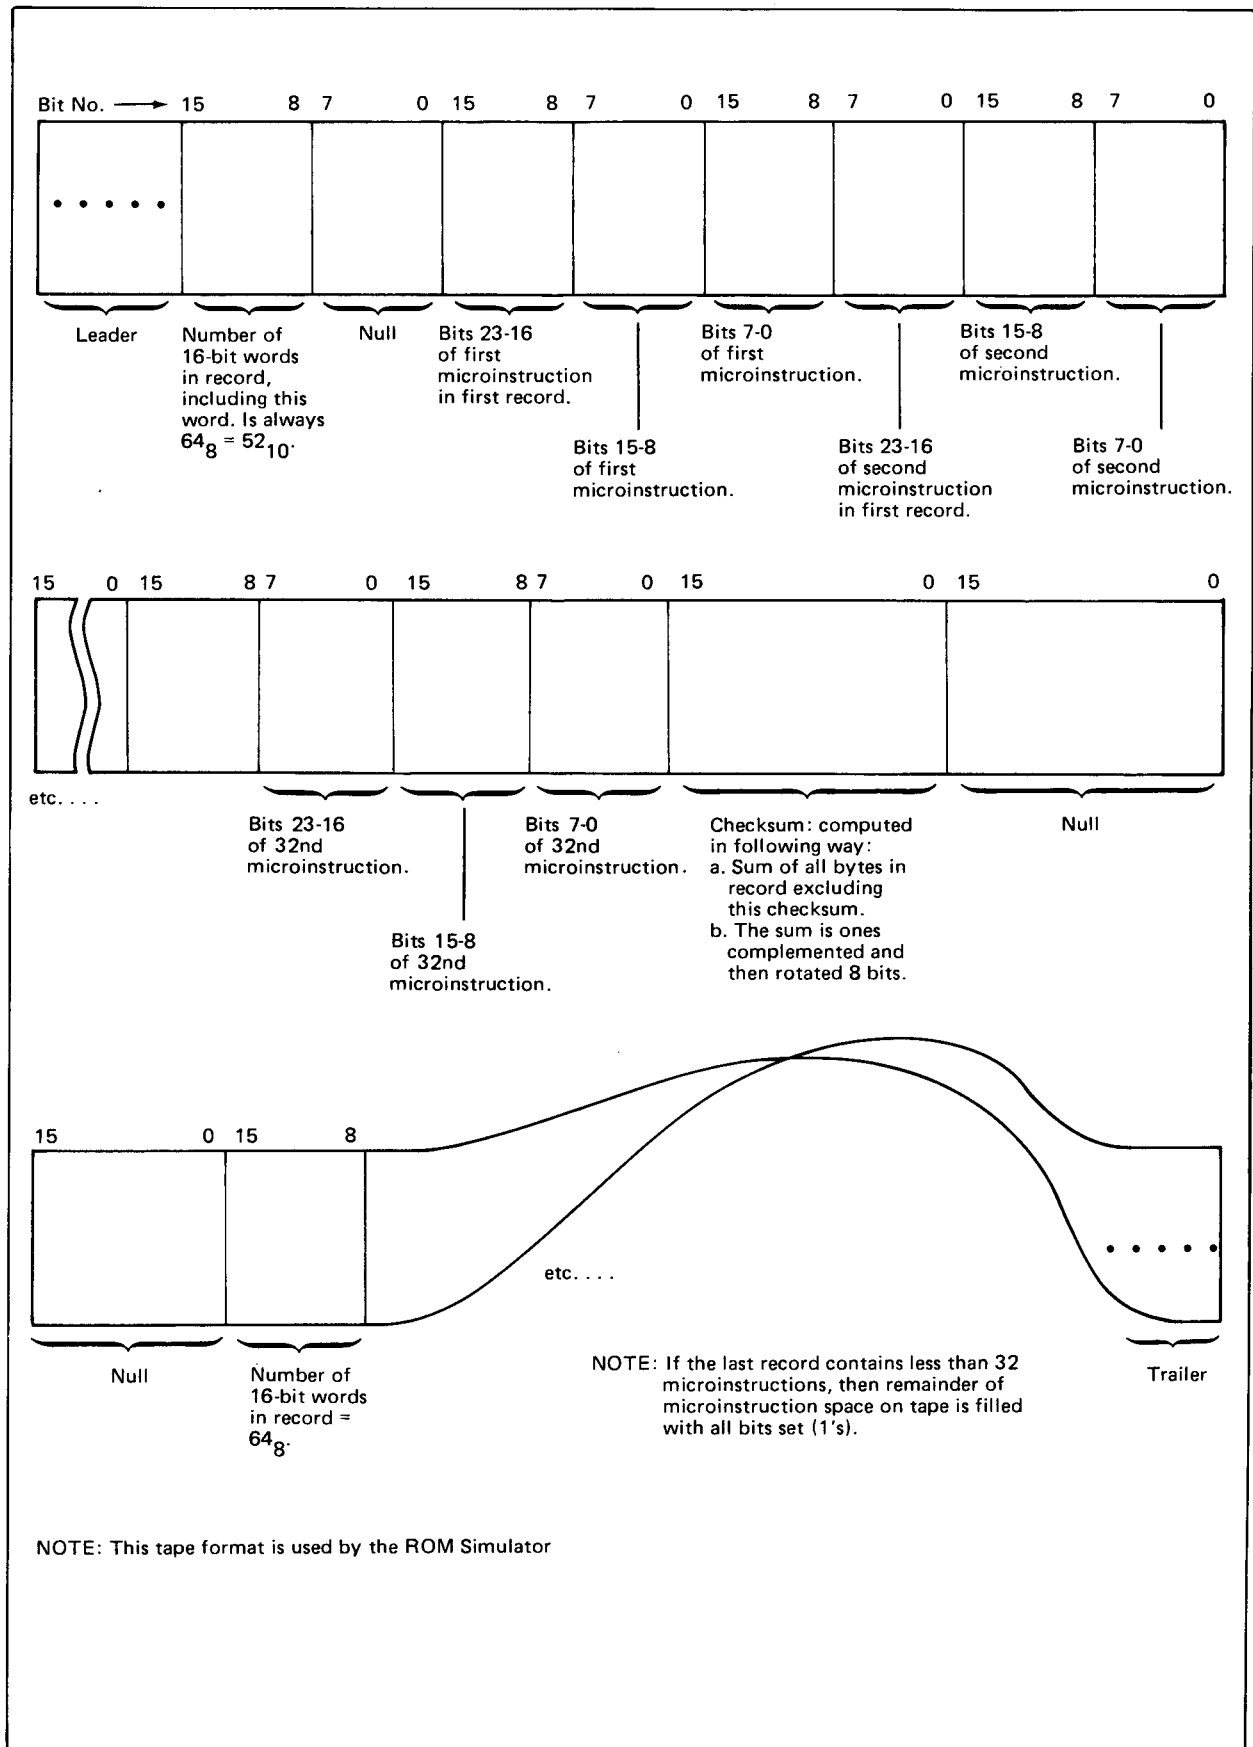 Bit No. → 15 8 7 0 15 8 7 0 15 8 7 0 15 8 7 0
Leader
Number of
16-bit words
in record,
including this
word. Is always
64₈ = 52₁₀.
Null
Bits 23-16
of first
microinstruction
in first record.
Bits 15-8
of first
microinstruction.
Bits 7-0
of first
microinstruction.
Bits 23-16
of second
microinstruction
in first record.
Bits 15-8
of second
microinstruction.
Bits 7-0
of second
microinstruction.
15 0 15 8 7 0 15 8 7 0 15 0 15 0
etc. . . .
Bits 23-16
of 32nd
microinstruction.
Bits 15-8
of 32nd
microinstruction.
Bits 7-0
of 32nd
microinstruction.
Checksum: computed
in following way:
a. Sum of all bytes in
record excluding
this checksum.
b. The sum is ones
complemented and
then rotated 8 bits.
Null
15 0 15 8
etc. . . .
Null
Number of
16-bit words
in record =
64₈.
NOTE: If the last record contains less than 32
microinstructions, then remainder of
microinstruction space on tape is filled
with all bits set (1's).
Trailer
NOTE: This tape format is used by the ROM Simulator